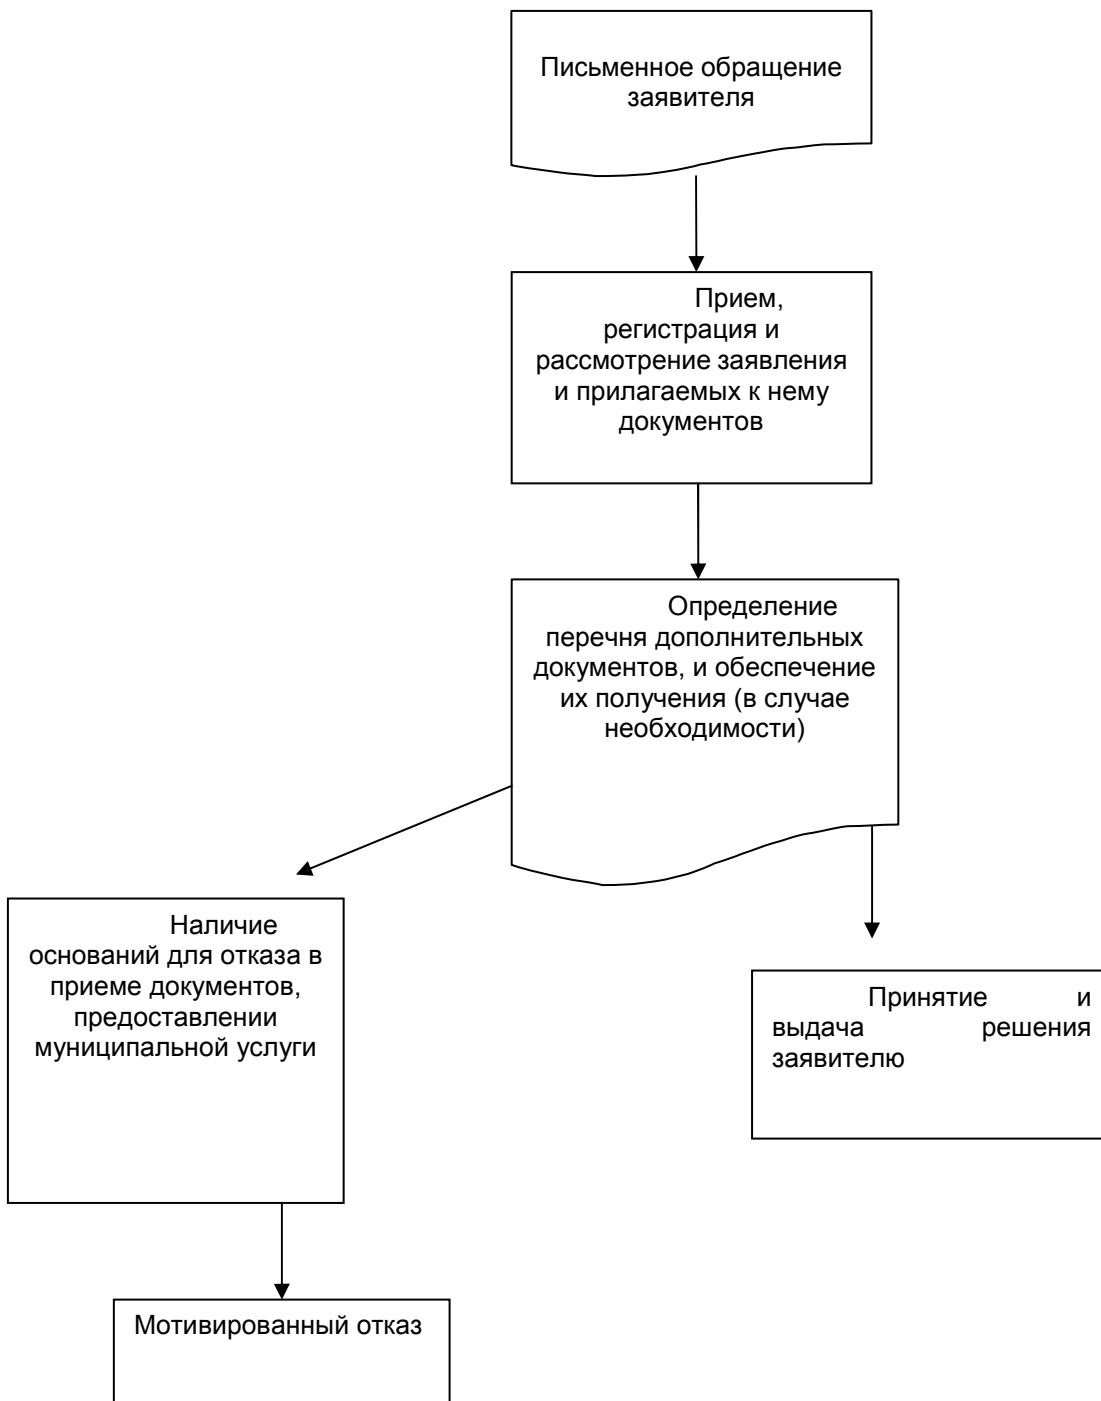 Письменное обращение
заявителя
Прием,
регистрация и
рассмотрение заявления
и прилагаемых к нему
документов
Определение
перечня дополнительных
документов, и обеспечение
их получения (в случае
необходимости)
Наличие
оснований для отказа в
приеме документов,
предоставлении
муниципальной услуги
Принятие и
выдача решения
заявителю
Мотивированный отказ